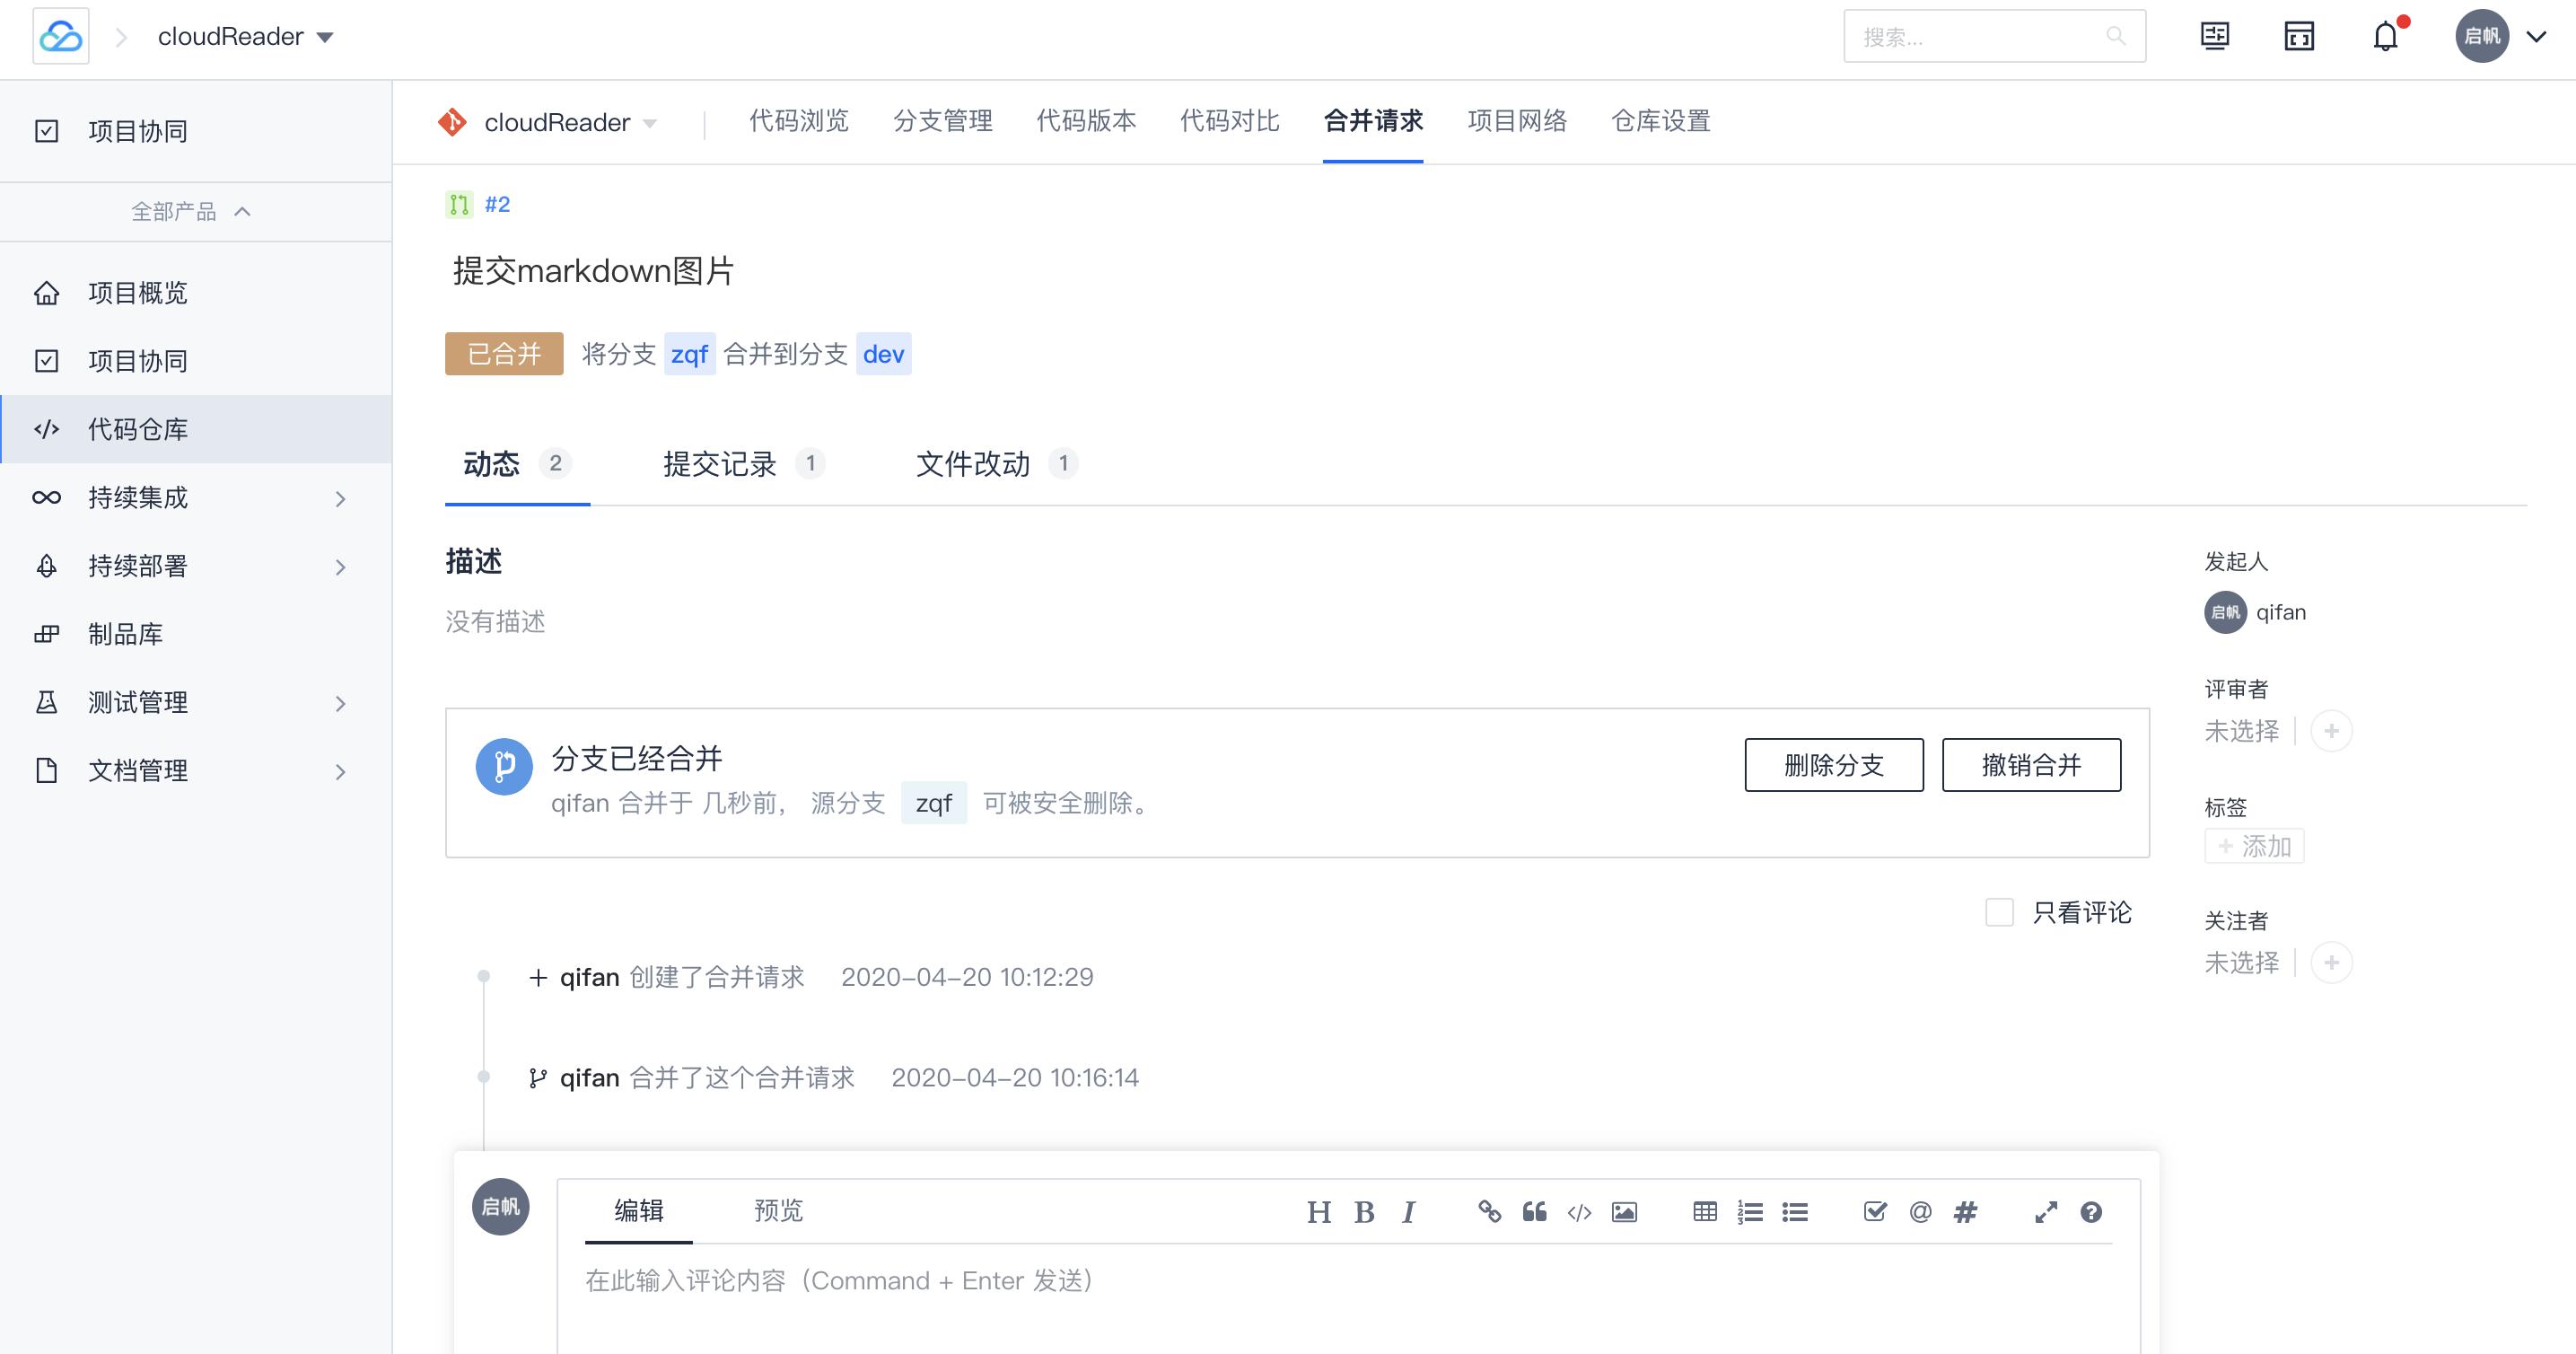 cloudReader
搜索...
启帆
项目协同
全部产品
项目概览
项目协同
代码仓库
持续集成
持续部署
制品库
测试管理
文档管理
cloudReader
代码浏览 分支管理 代码版本 代码对比 合并请求 项目网络 仓库设置
#2
提交markdown图片
已合并 将分支 zqf 合并到分支 dev
动态 2 提交记录 1 文件改动 1
描述
没有描述
分支已经合并
qifan 合并于 几秒前， 源分支 zqf 可被安全删除。
删除分支 撤销合并
只看评论
+ qifan 创建了合并请求 2020-04-20 10:12:29
qifan 合并了这个合并请求 2020-04-20 10:16:14
启帆
编辑 预览
H B I </> @ # ?
在此输入评论内容（Command + Enter 发送）
发起人
启帆 qifan
评审者
未选择 +
标签
+ 添加
关注者
未选择 +